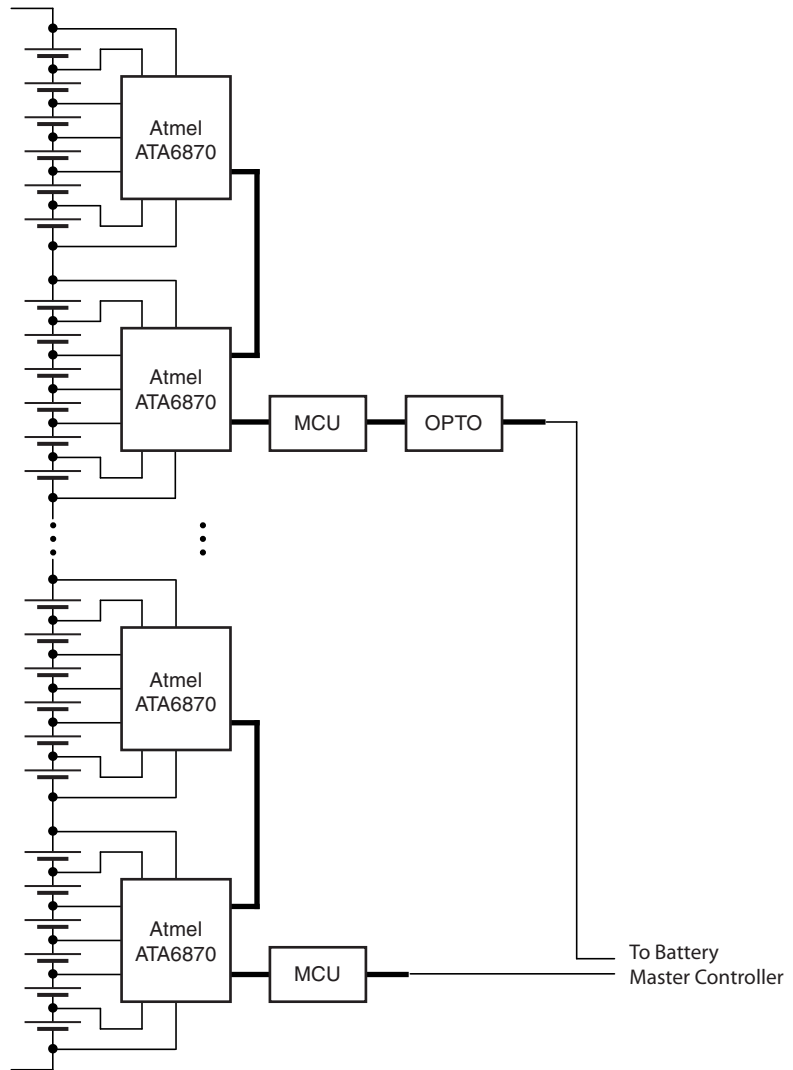 Atmel
ATA6870
Atmel
ATA6870
MCU
OPTO
Atmel
ATA6870
Atmel
ATA6870
MCU
To Battery
Master Controller